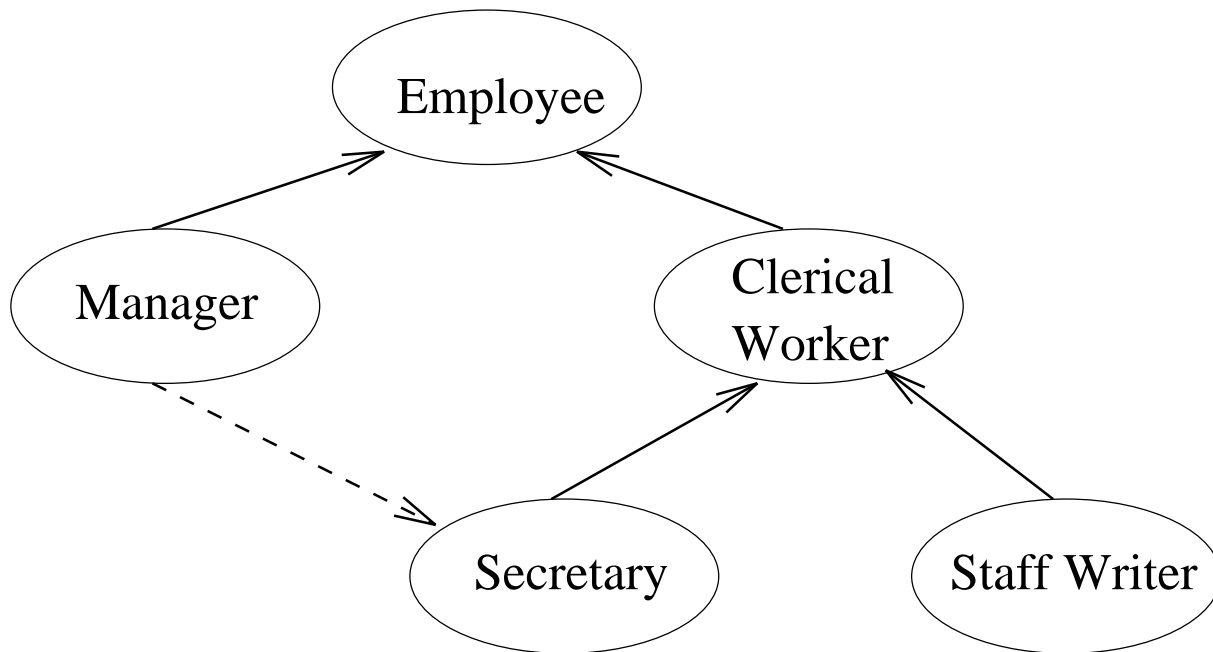 Employee
Manager
Clerical
Worker
Secretary
Staff Writer